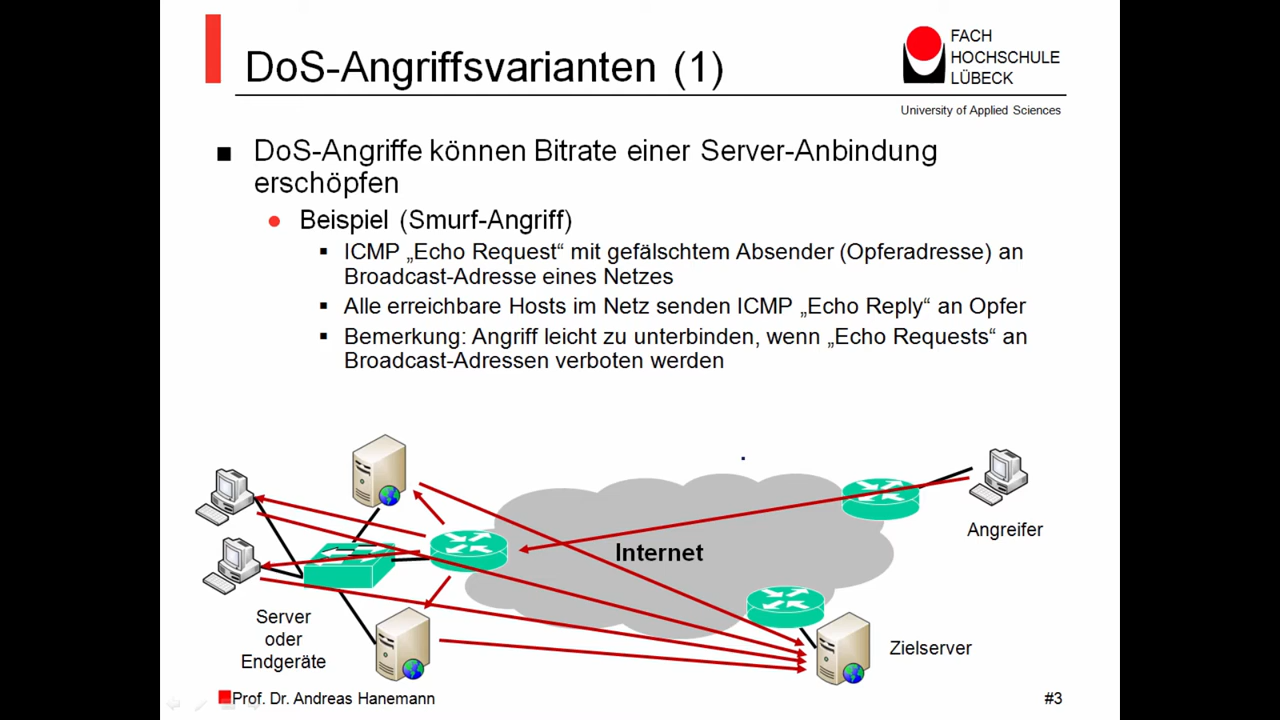 DoS-Angriffsvarianten (1)
FACH
HOCHSCHULE
LÜBECK
University of Applied Sciences
DoS-Angriffe können Bitrate einer Server-Anbindung
erschöpfen
Beispiel (Smurf-Angriff)
ICMP „Echo Request“ mit gefälschtem Absender (Opferadresse) an
Broadcast-Adresse eines Netzes
Alle erreichbare Hosts im Netz senden ICMP „Echo Reply“ an Opfer
Bemerkung: Angriff leicht zu unterbinden, wenn „Echo Requests“ an
Broadcast-Adressen verboten werden
Angreifer
Internet
Server
oder
Endgeräte
Zielserver
Prof. Dr. Andreas Hanemann
#3